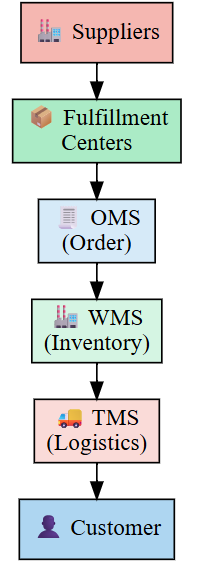 Suppliers
Fulfillment
Centers
OMS
(Order)
WMS
(Inventory)
TMS
(Logistics)
Customer